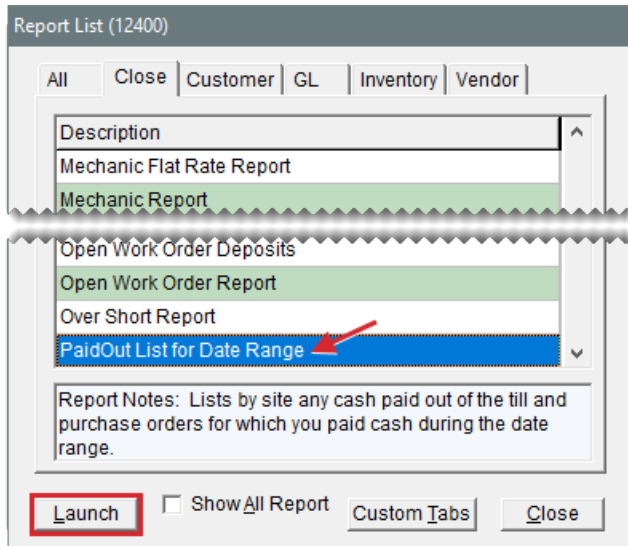 Report List (12400)
All Close Customer GL Inventory Vendor
Description
Mechanic Flat Rate Report
Mechanic Report
Open Work Order Deposits
Open Work Order Report
Over Short Report
PaidOut List for Date Range
Report Notes: Lists by site any cash paid out of the till and
purchase orders for which you paid cash during the date
range.
Launch Show All Report Custom Tabs Close